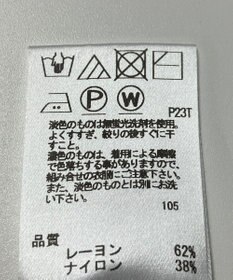 P W
P23T
淡色のものは無蛍光洗剤を使用。
よくすすぎ、絞りの後すぐに干
すこと。
濃色のものは、着用による摩擦
で色落ちする事がありますので、
組み合せの衣服にご注意下さい。
また、淡色のものとは別にお洗
い下さい。
105
品質
レーヨン 62%
ナイロン 38%